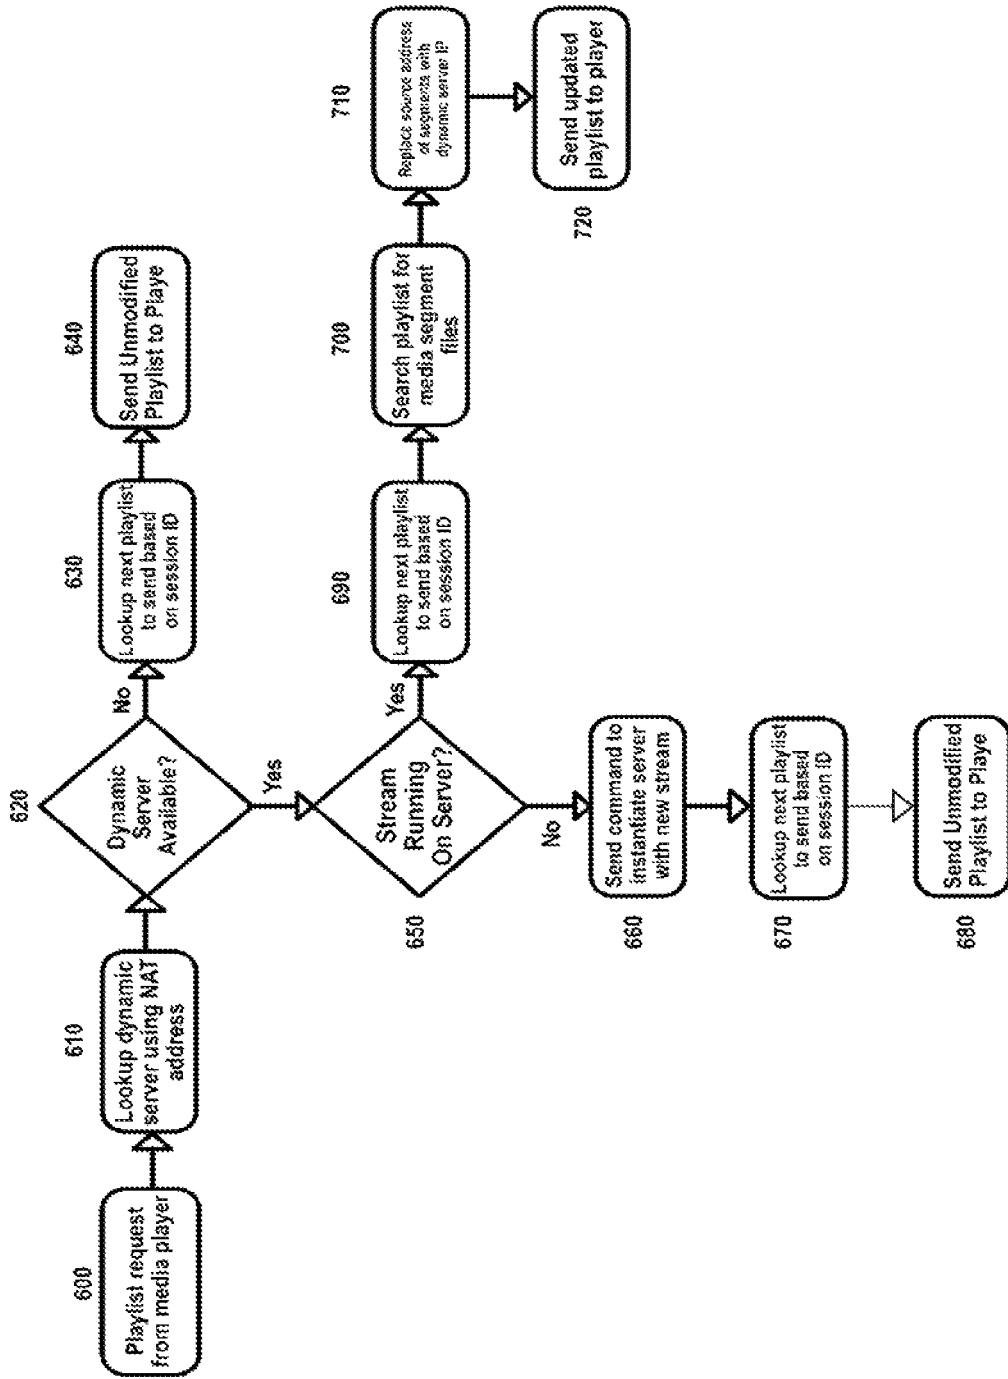 600
Playlist request
from media player
610
Lookup dynamic
server using NAT
address
620
Dynamic
Server
Available?
No
630
Lookup next playlist
to send based
on session ID
640
Send Unmodified
Playlist to Playe
Yes
650
Stream
Running
On Server?
Yes
690
Lookup next playlist
to send based
on session ID
700
Search playlist for
media segment
files
710
Replace source address
of segments with
dynamic server IP
720
Send updated
playlist to player
No
660
Send command to
instantiate server
with new stream
670
Lookup next playlist
to send based
on session ID
680
Send Unmodified
Playlist to Playe